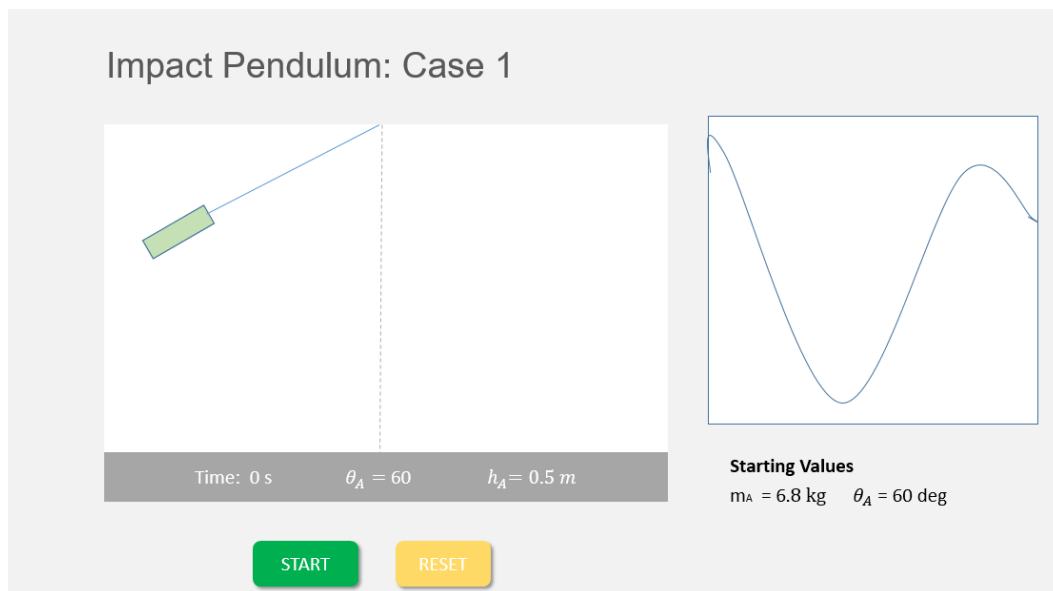 Impact Pendulum: Case 1
Time: 0 s θA = 60 hA= 0.5 m
Starting Values
mA = 6.8 kg θA = 60 deg
START RESET